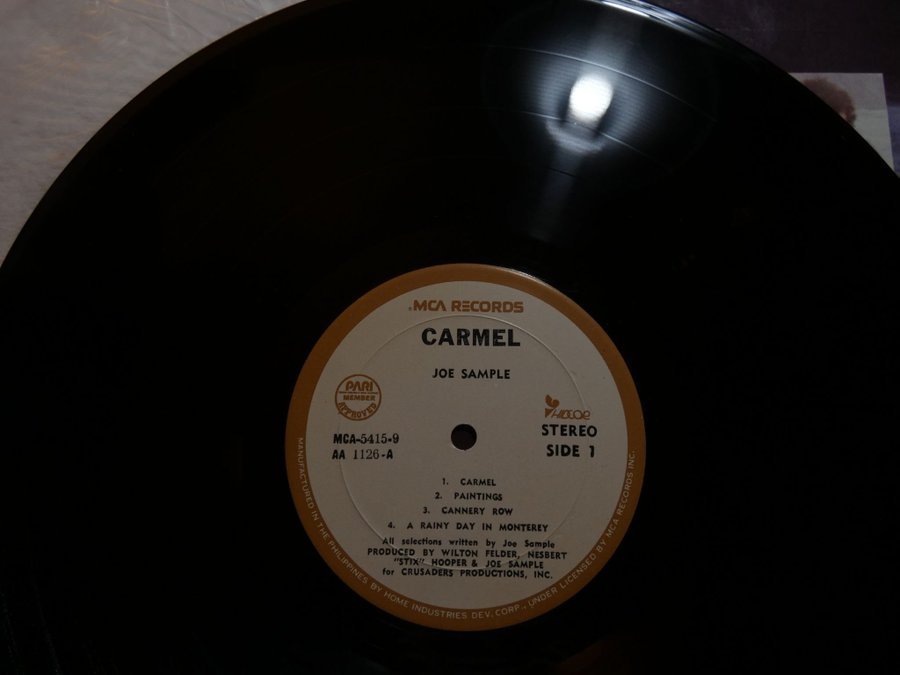 MCA RECORDS
CARMEL
JOE SAMPLE
PARI
MEMBER
APPROVED
MCA-5415-9
AA 1126-A
STEREO
SIDE 1
1. CARMEL
2. PAINTINGS
3. CANNERY ROW
4. A RAINY DAY IN MONTEREY
All selections written by Joe Sample
PRODUCED BY WILTON FELDER, NESBERT
"STIX" HOOPER & JOE SAMPLE
for CRUSADERS PRODUCTIONS, INC.
MANUFACTURED IN THE PHILIPPINES BY HOME INDUSTRIES DEV. CORP., UNDER LICENSED BY MCA RECORDS INC.